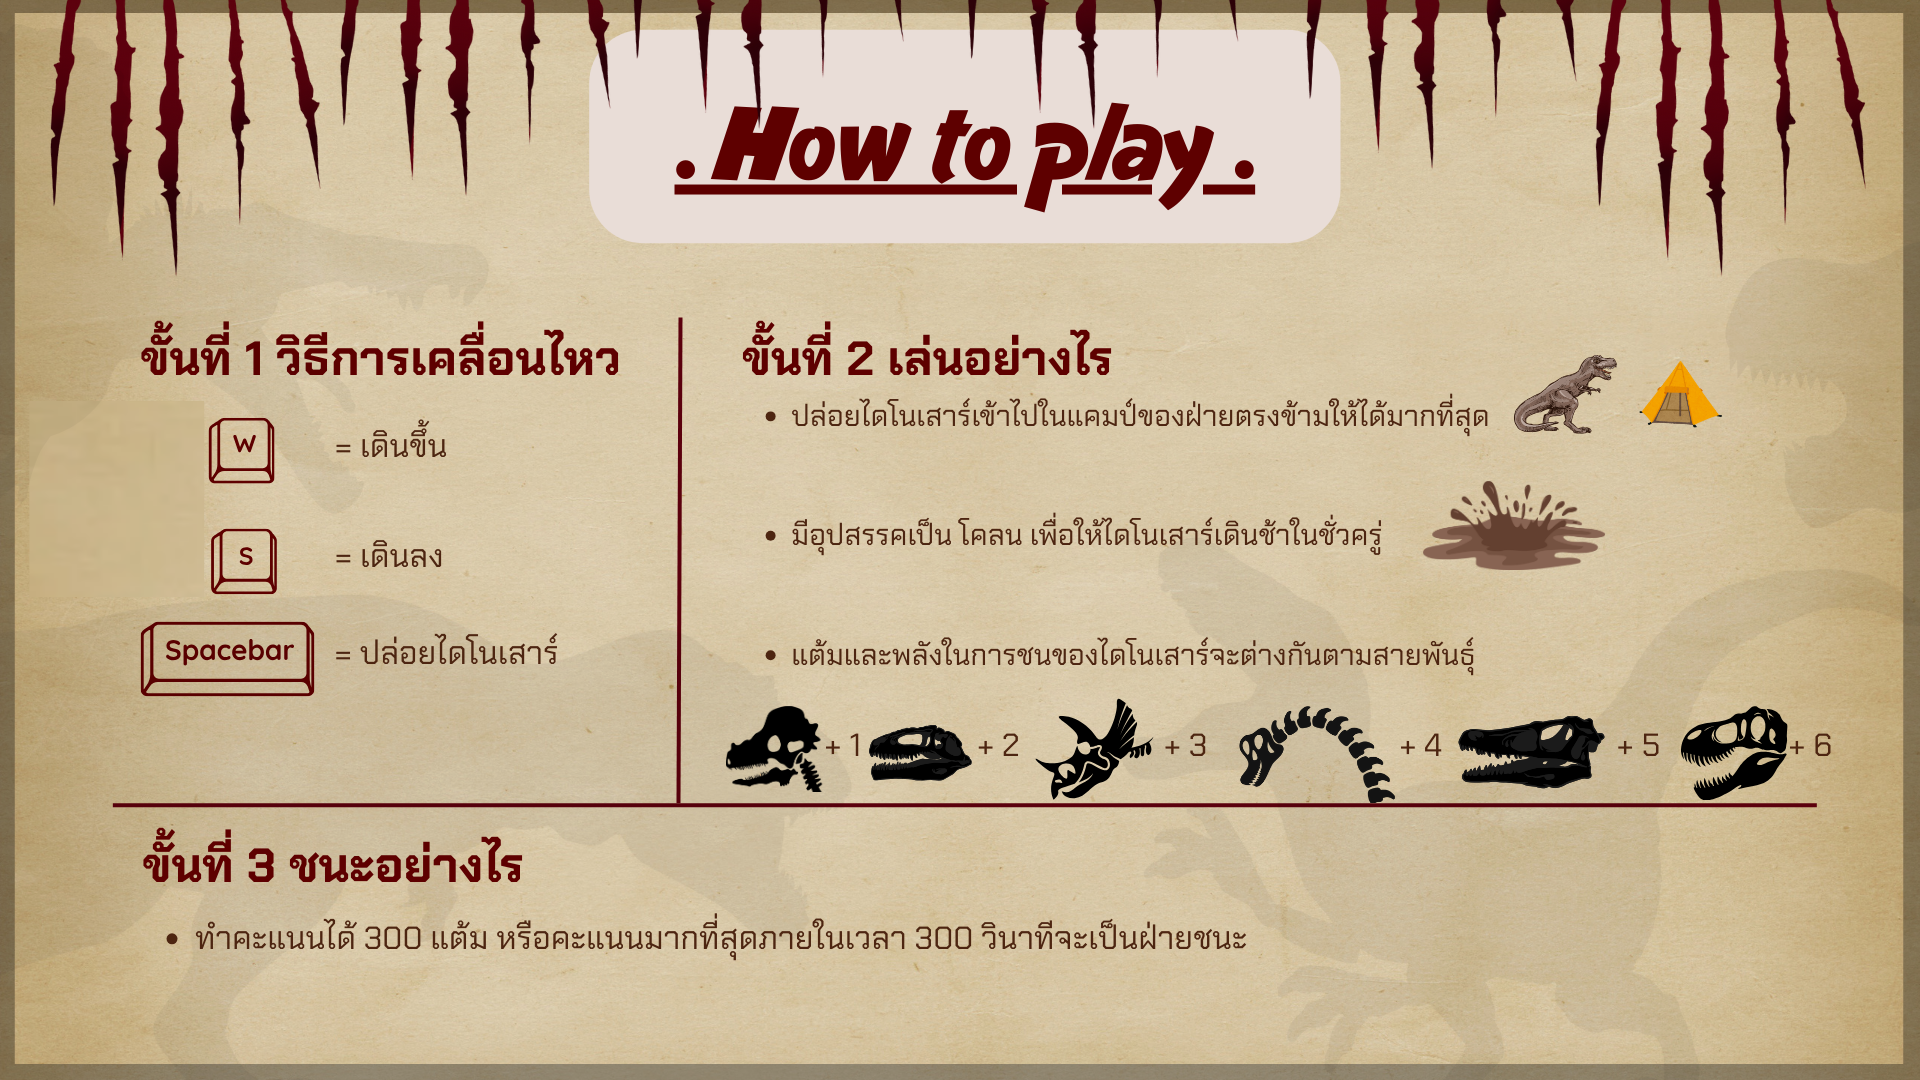 . How to play .
ขั้นที่ 1 วิธีการเคลื่อนไหว
W = เดินขึ้น
S = เดินลง
Spacebar = ปล่อยไดโนเสาร์
ขั้นที่ 2 เล่นอย่างไร
• ปล่อยไดโนเสาร์เข้าไปในแคมป์ของฝ่ายตรงข้ามให้ได้มากที่สุด
• มีอุปสรรคเป็น โคลน เพื่อให้ไดโนเสาร์เดินช้าในชั่วครู่
• แต้มและพลังในการชนของไดโนเสาร์จะต่างกันตามสายพันธุ์
+ 1 + 2 + 3 + 4 + 5 + 6
ขั้นที่ 3 ชนะอย่างไร
• ทำคะแนนได้ 300 แต้ม หรือคะแนนมากที่สุดภายในเวลา 300 วินาทีจะเป็นฝ่ายชนะ